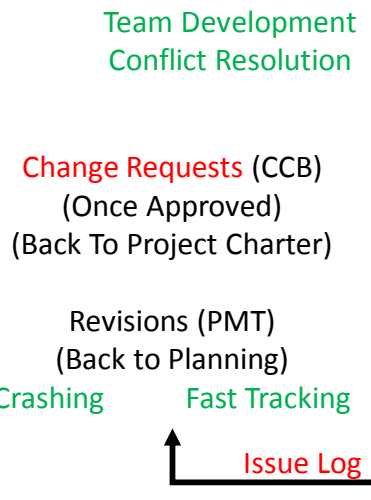 Team Development
Conflict Resolution
Change Requests (CCB)
(Once Approved)
(Back To Project Charter)
Revisions (PMT)
(Back to Planning)
Crashing Fast Tracking
Issue Log